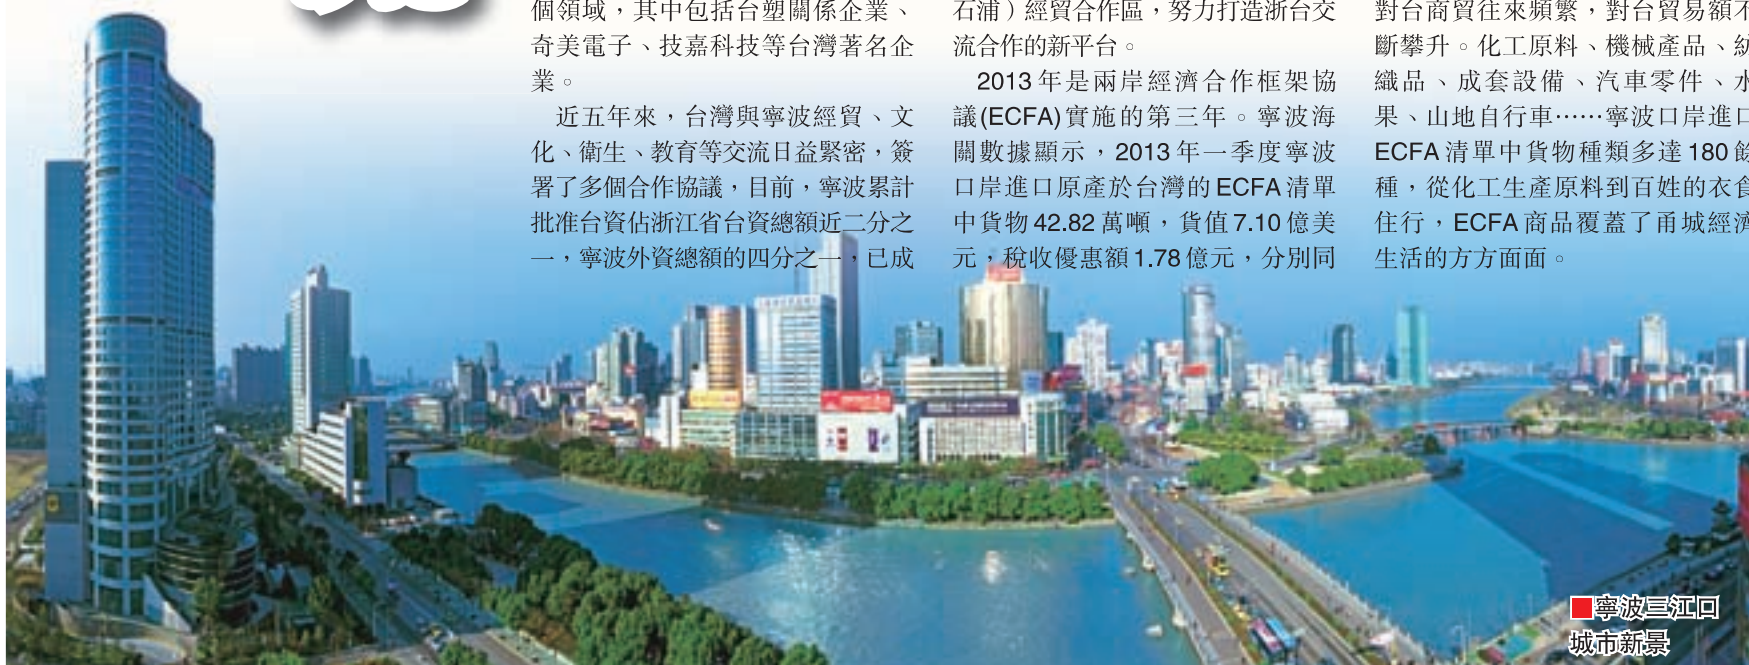 個領域，其中包括台塑關係企業、
奇美電子、技嘉科技等台灣著名企
業。
近五年來，台灣與寧波經貿、文
化、衛生、教育等交流日益緊密，簽
署了多個合作協議，目前，寧波累計
批准台資佔浙江省台資總額近二分之
一，寧波外資總額的四分之一，已成
石浦）經貿合作區，努力打造浙台交
流合作的新平台。
2013年是兩岸經濟合作框架協
議(ECFA)實施的第三年。寧波海
關數據顯示，2013年一季度寧波
口岸進口原產於台灣的ECFA清單
中貨物42.82萬噸，貨值7.10億美
元，稅收優惠額1.78億元，分別同
對台商貿往來頻繁，對台貿易額不
斷攀升。化工原料、機械產品、紡
織品、成套設備、汽車零件、水
果、山地自行車……寧波口岸進口
ECFA清單中貨物種類多達180餘
種，從化工生產原料到百姓的衣食
住行，ECFA商品覆蓋了甬城經濟
生活的方方面面。
■寧波三江口
城市新景